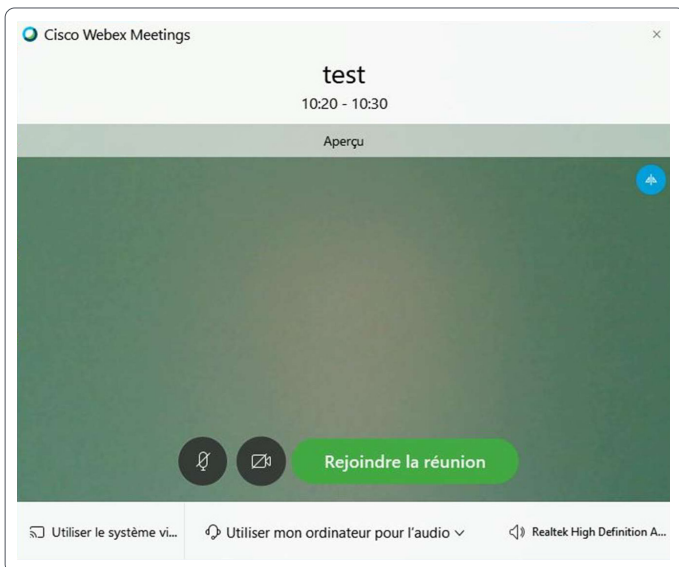 Cisco Webex Meetings
test
10:20 - 10:30
Aperçu
Rejoindre la réunion
Utiliser le système vi...
Utiliser mon ordinateur pour l'audio
Realtek High Definition A...